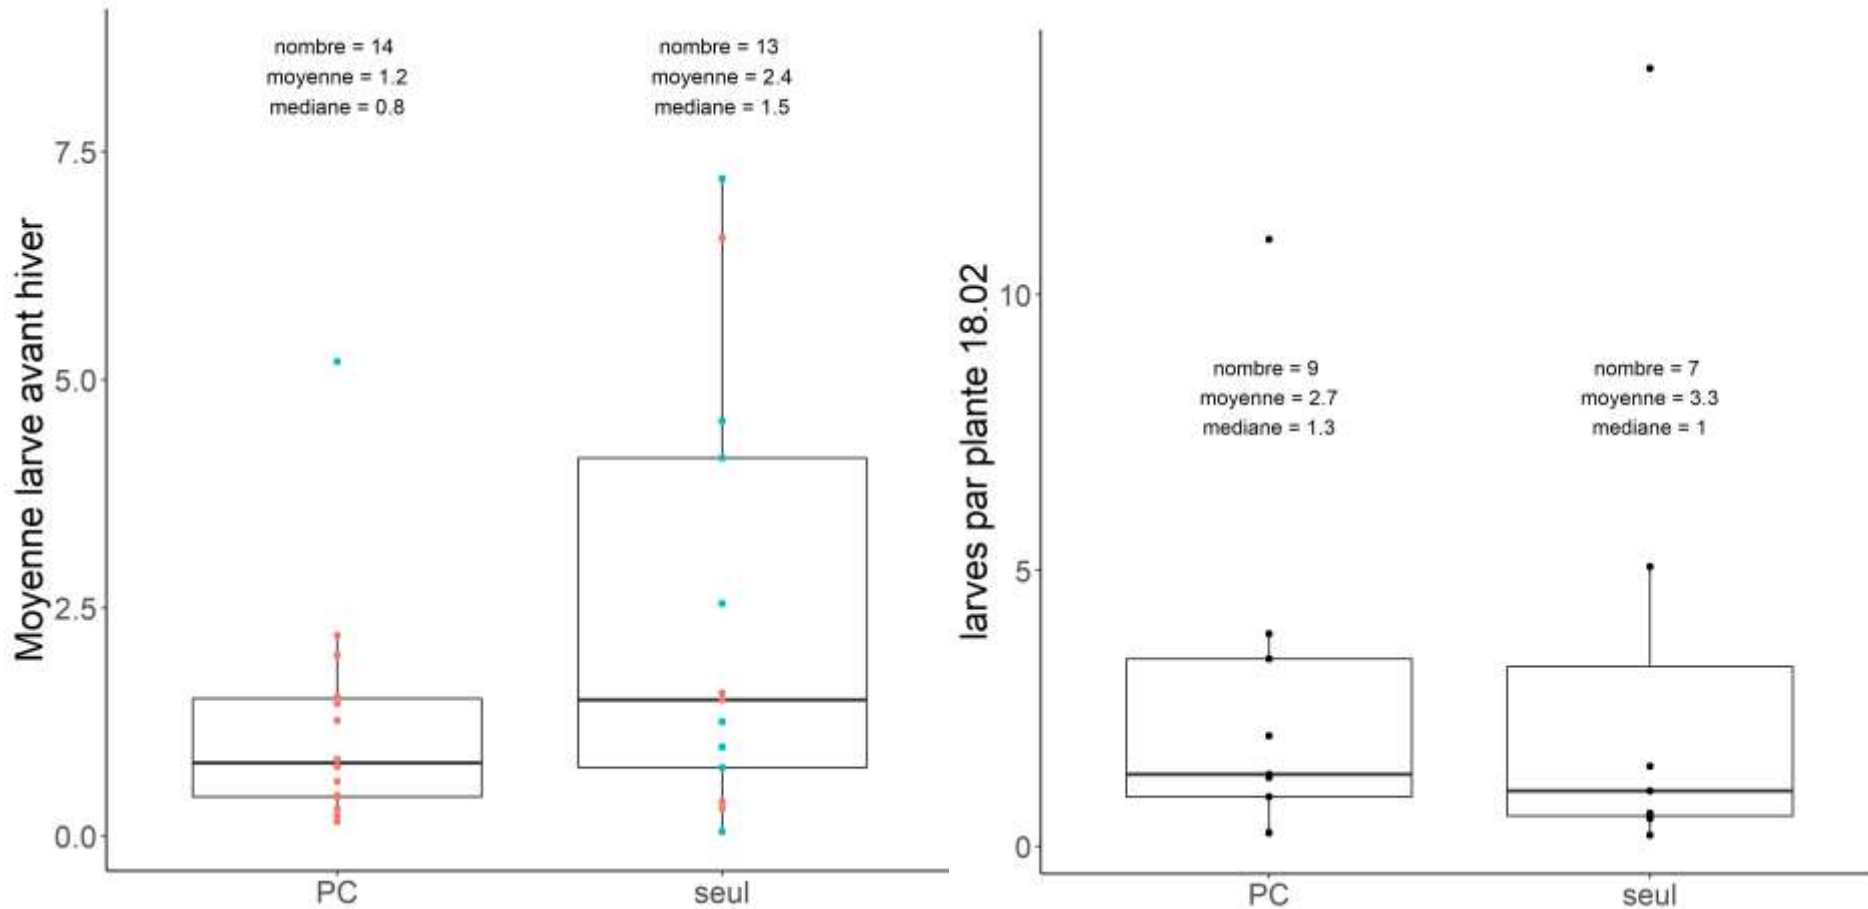 Moyenne larve avant hiver
7.5
5.0
2.5
0.0
nombre = 14
moyenne = 1.2
mediane = 0.8
nombre = 13
moyenne = 2.4
mediane = 1.5
PC
seul
larves par plante 18.02
10
5
0
nombre = 9
moyenne = 2.7
mediane = 1.3
nombre = 7
moyenne = 3.3
mediane = 1
PC
seul